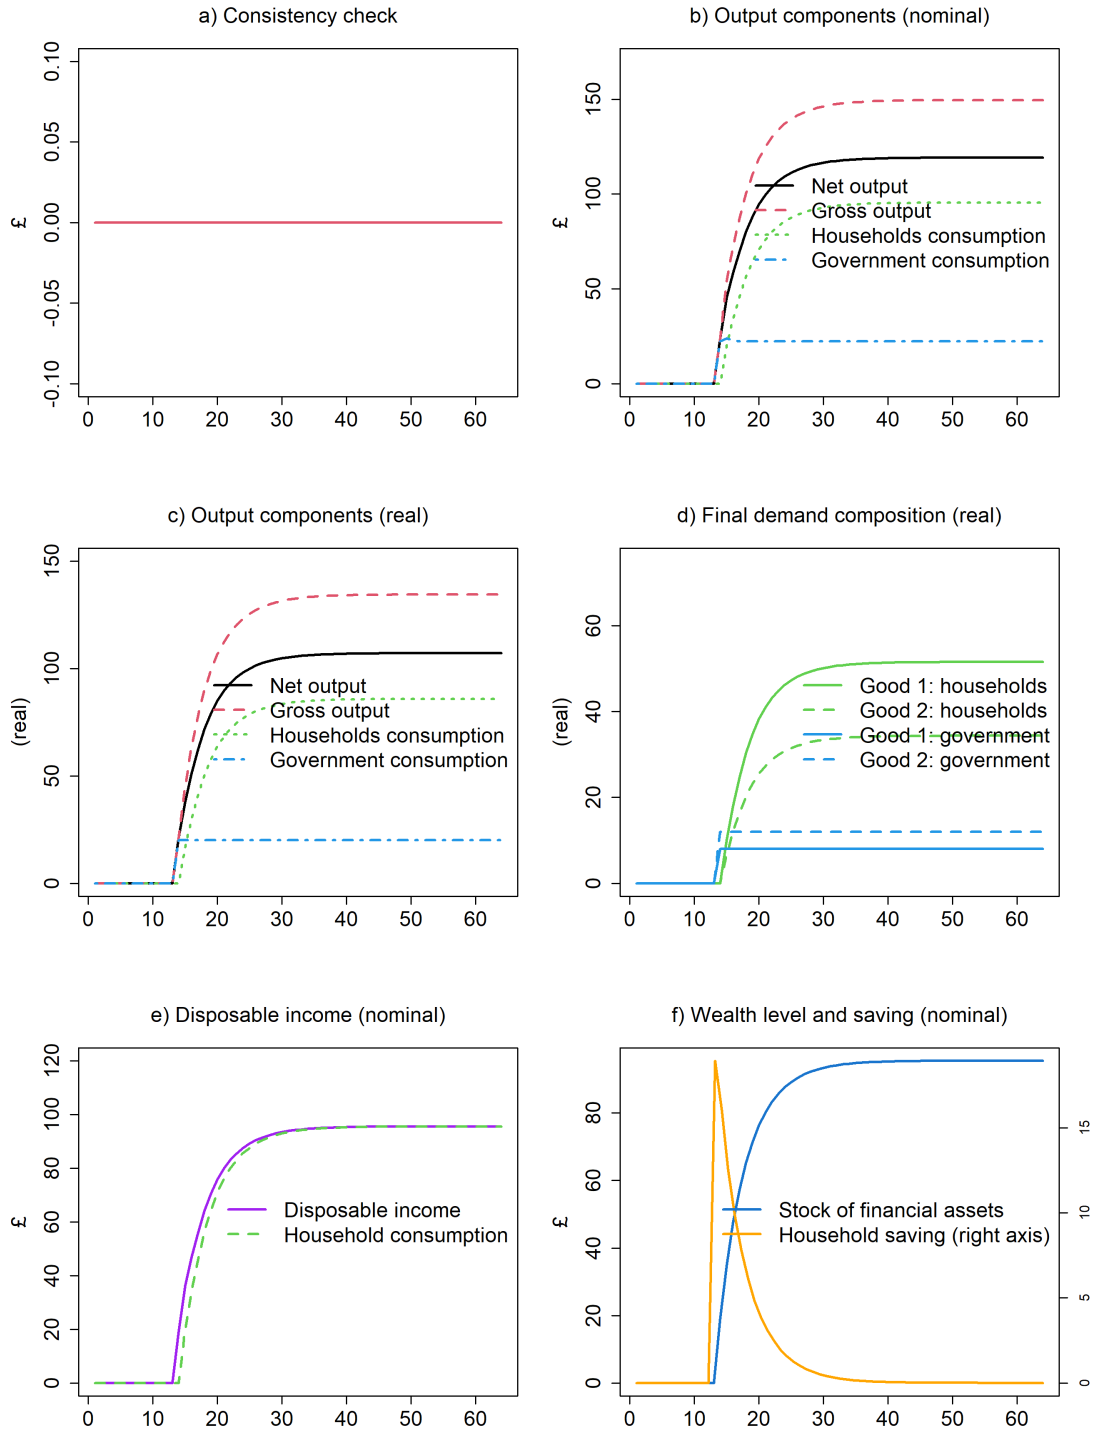 a) Consistency check
£
0.10
0.05
0.00
-0.05
-0.10
0 10 20 30 40 50 60
b) Output components (nominal)
£
150
100
50
0
Net output
Gross output
Households consumption
Government consumption
0 10 20 30 40 50 60
c) Output components (real)
(real)
150
100
50
0
Net output
Gross output
Households consumption
Government consumption
0 10 20 30 40 50 60
d) Final demand composition (real)
(real)
60
40
20
0
Good 1: households
Good 2: households
Good 1: government
Good 2: government
0 10 20 30 40 50 60
e) Disposable income (nominal)
£
120
100
80
60
40
20
0
Disposable income
Household consumption
0 10 20 30 40 50 60
f) Wealth level and saving (nominal)
£
80
60
40
20
0
Stock of financial assets
Household saving (right axis)
15
10
5
0
0 10 20 30 40 50 60